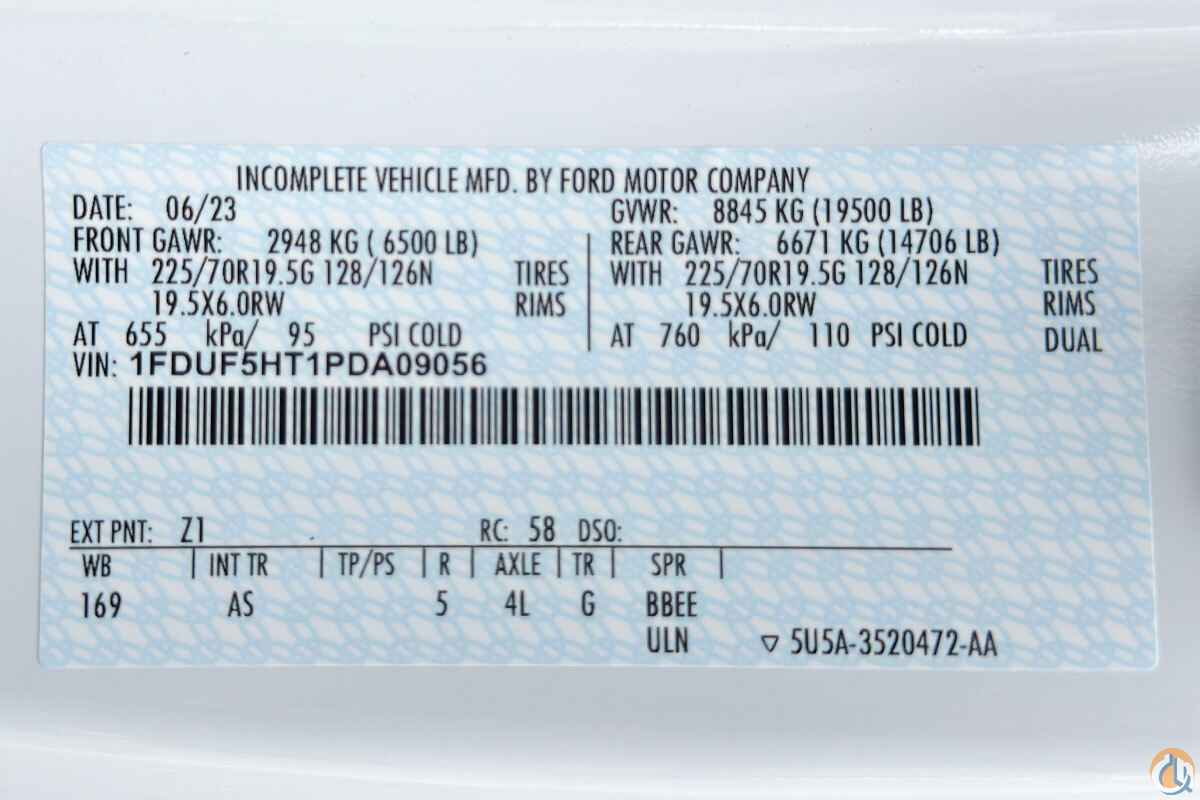 INCOMPLETE VEHICLE MFD. BY FORD MOTOR COMPANY
DATE: 06/23 GVWR: 8845 KG (19500 LB)
FRONT GAWR: 2948 KG ( 6500 LB) REAR GAWR: 6671 KG (14706 LB)
WITH 225/70R19.5G 128/126N TIRES WITH 225/70R19.5G 128/126N TIRES
19.5X6.0RW RIMS 19.5X6.0RW RIMS
AT 655 kPa/ 95 PSI COLD AT 760 kPa/ 110 PSI COLD DUAL
VIN: 1FDUF5HT1PDA09056
EXT PNT: Z1 RC: 58 DSO:
WB INT TR TP/PS R AXLE TR SPR
169 AS 5 4L G BBEE
ULN ▽ 5U5A-3520472-AA